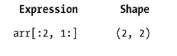 Expression Shape
arr[:2, 1:] (2, 2)